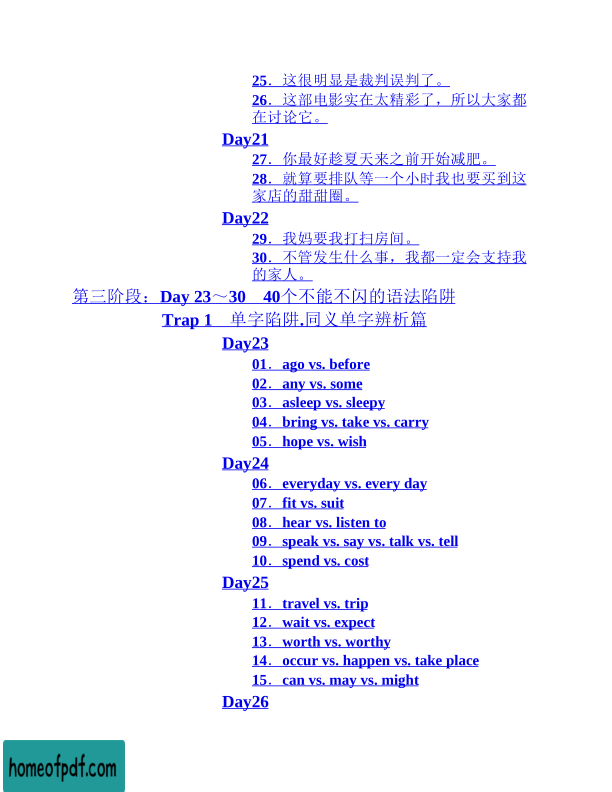 25．这很明显是裁判误判了。
26．这部电影实在太精彩了，所以大家都
在讨论它。
Day21
27．你最好趁夏天来之前开始减肥。
28．就算要排队等一个小时我也要买到这
家店的甜甜圈。
Day22
29．我妈要我打扫房间。
30．不管发生什么事，我都一定会支持我
的家人。
第三阶段：Day 23～30　40个不能不闪的语法陷阱
Trap 1　单字陷阱.同义单字辨析篇
Day23
01．ago vs. before
02．any vs. some
03．asleep vs. sleepy
04．bring vs. take vs. carry
05．hope vs. wish
Day24
06．everyday vs. every day
07．fit vs. suit
08．hear vs. listen to
09．speak vs. say vs. talk vs. tell
10．spend vs. cost
Day25
11．travel vs. trip
12．wait vs. expect
13．worth vs. worthy
14．occur vs. happen vs. take place
15．can vs. may vs. might
Day26
homeofpdf.com